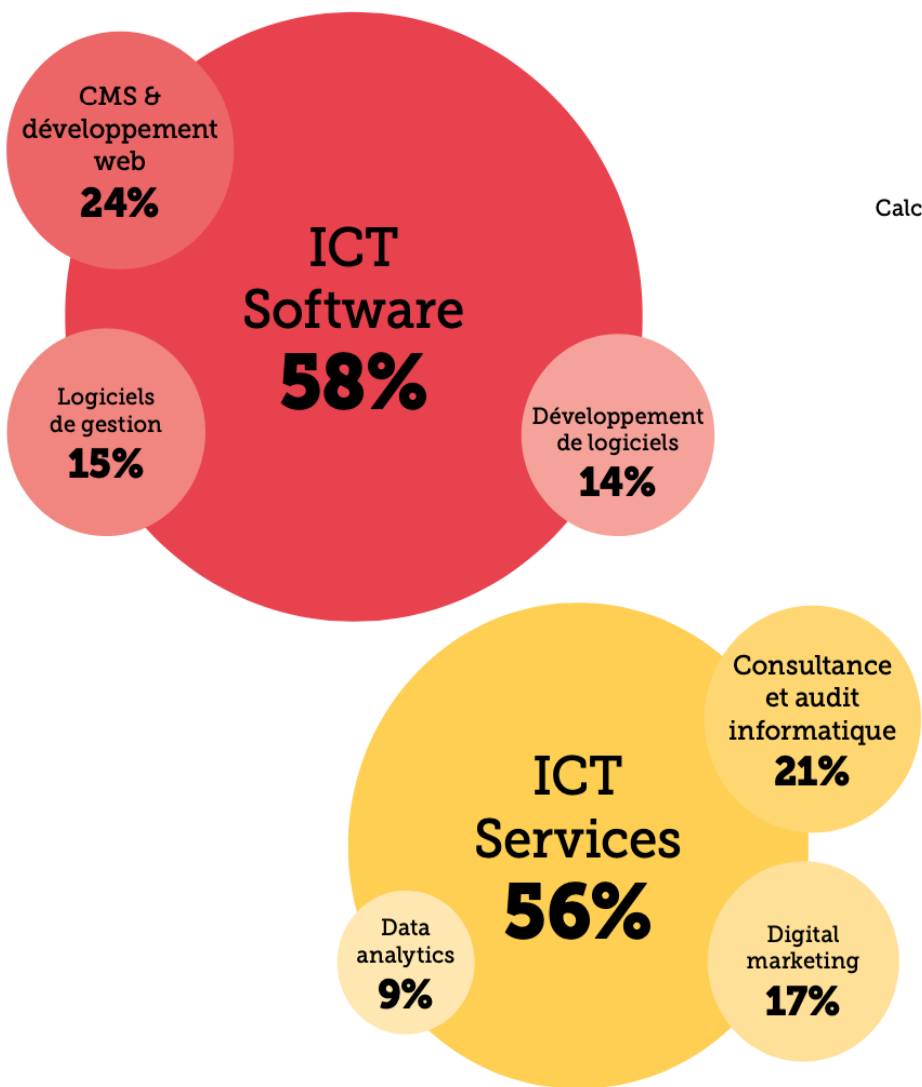 CMS &
développement
web
24%
ICT
Software
58%
Calc
Logiciels
de gestion
15%
Développement
de logiciels
14%
Consultance
et audit
informatique
21%
ICT
Services
56%
Data
analytics
9%
Digital
marketing
17%